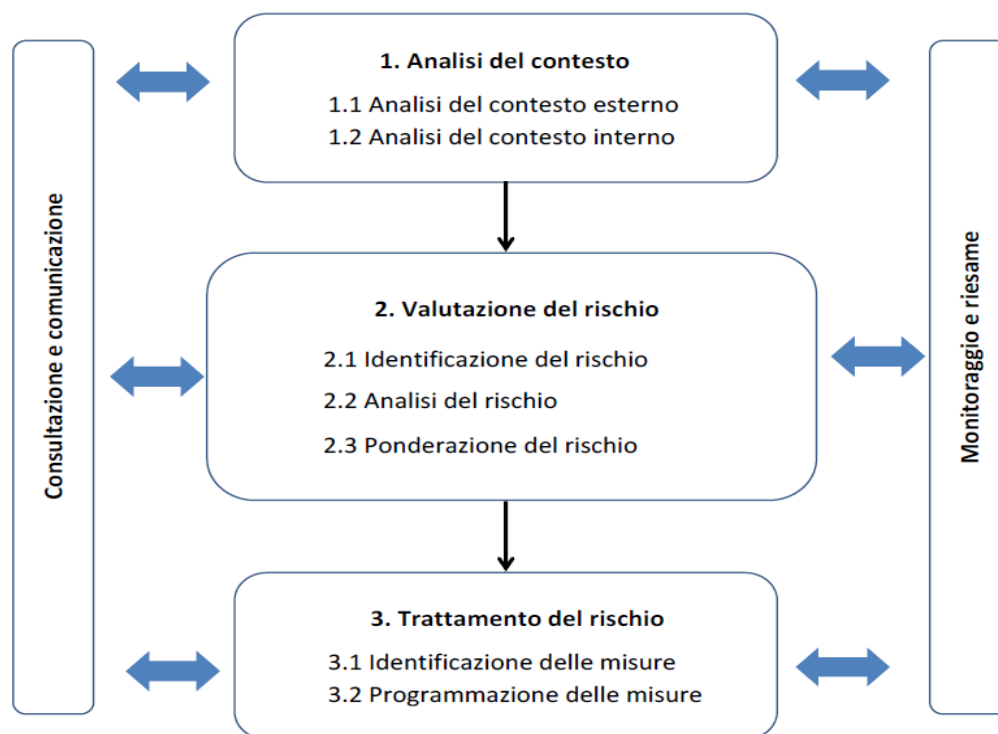 Consultazione e comunicazione
1. Analisi del contesto
1.1 Analisi del contesto esterno
1.2 Analisi del contesto interno
2. Valutazione del rischio
2.1 Identificazione del rischio
2.2 Analisi del rischio
2.3 Ponderazione del rischio
3. Trattamento del rischio
3.1 Identificazione delle misure
3.2 Programmazione delle misure
Monitoraggio e riesame